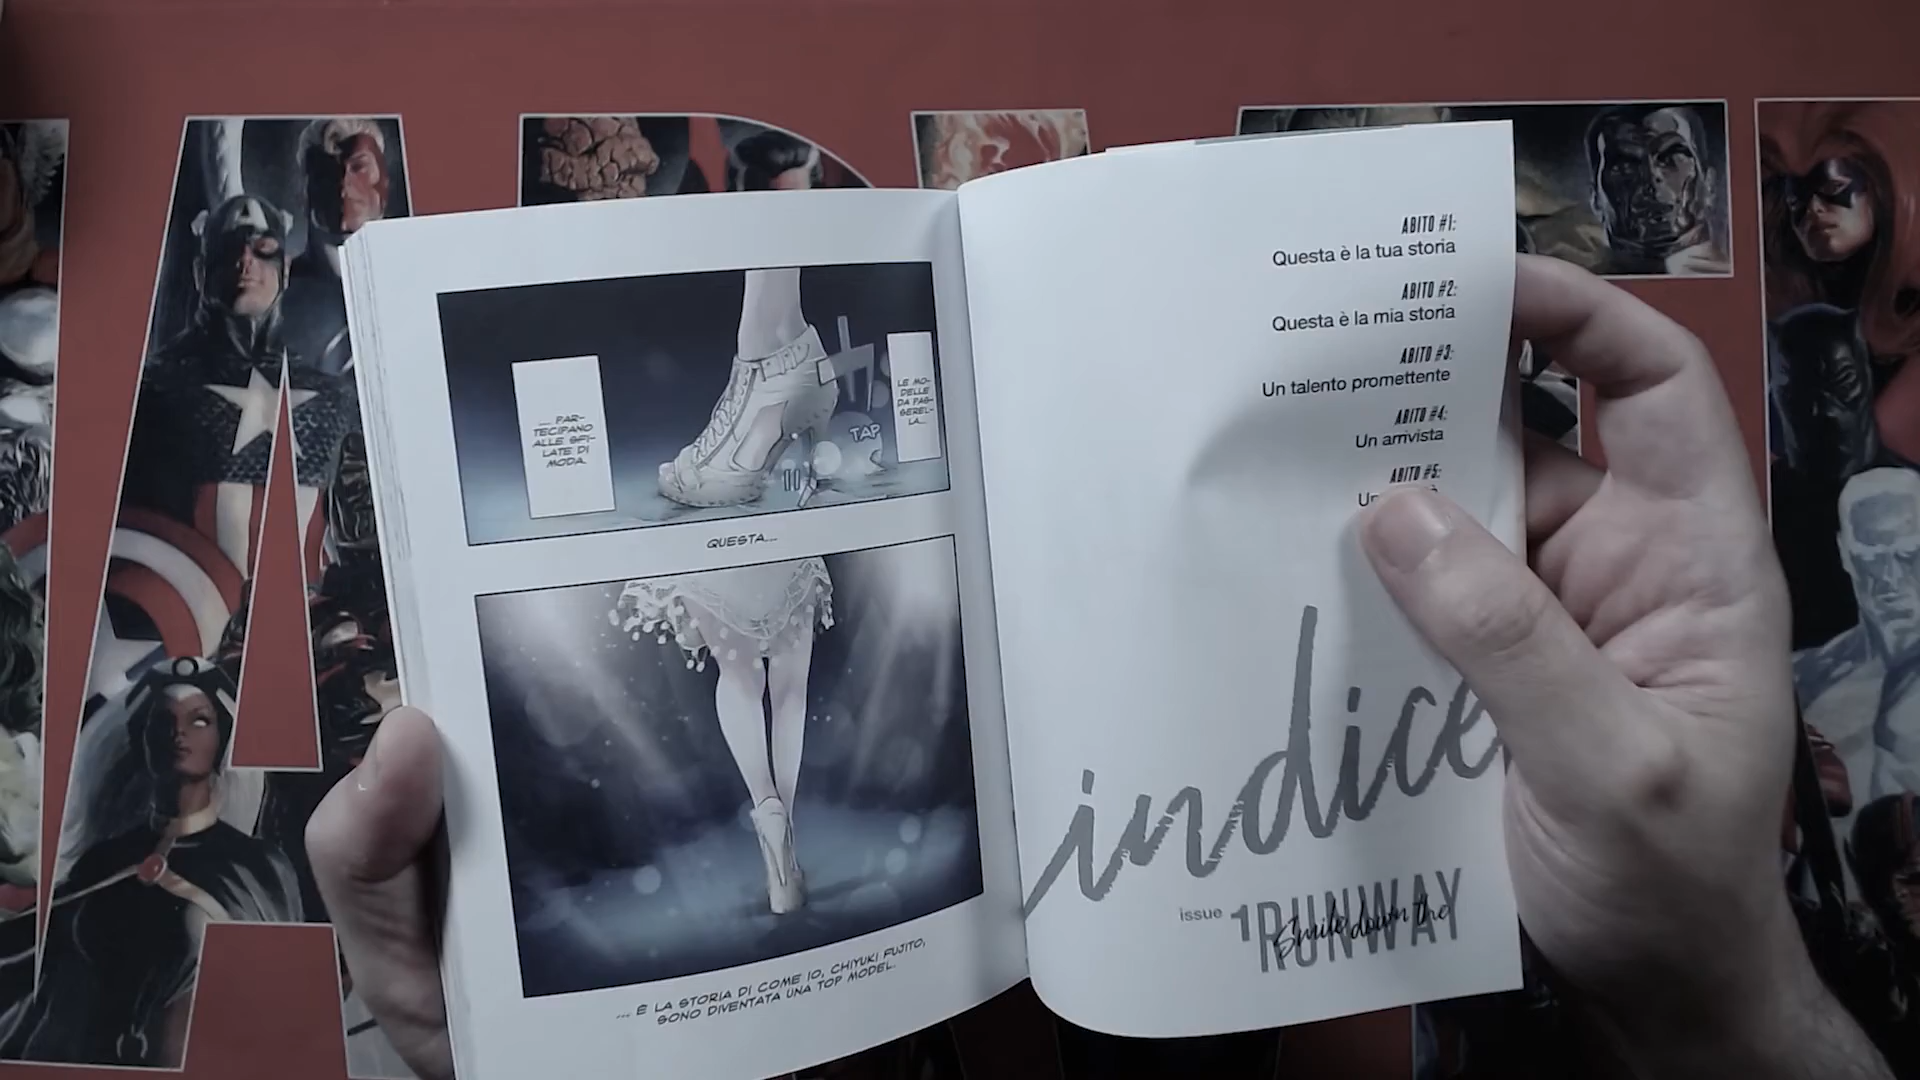 LE MO-
DELLE
DA PAS-
SEREL-
LA...
TAP
... PAR-
TECIPANO
ALLE SFI-
LATE DI
MODA.
QUESTA...
... È LA STORIA DI COME IO, CHIYUKI FUJITO,
SONO DIVENTATA UNA TOP MODEL.
ABITO #1:
Questa è la tua storia
ABITO #2:
Questa è la mia storia
ABITO #3:
Un talento promettente
ABITO #4:
Un arrivista
ABITO #5:
indice
issue 1
Smile down the
RUNWAY